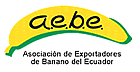 a.e.b.e.
Asociación de Exportadores
de Banano del Ecuador